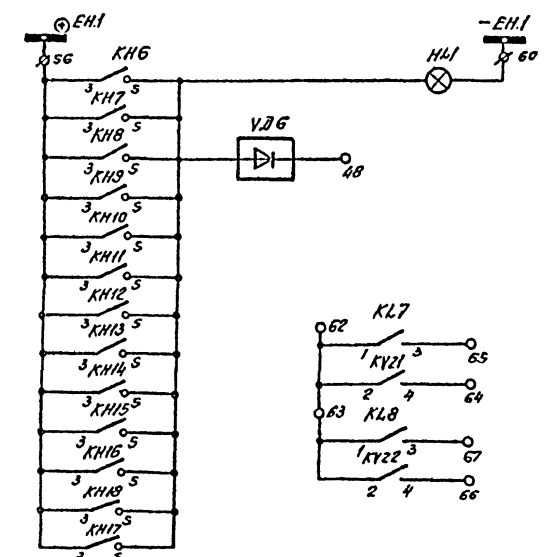 ⊕ EH.1
− EH.1
56
60
KH6
HL1
3 5
KH7
3 5
KH8
VD6
3 5
48
KH9
3 5
KH10
3 5
KH11
3 5
KH12
3 5
KH13
3 5
KH14
3 5
KH15
3 5
KH16
3 5
KH18
3 5
KH17
3 5
62
KL7
1 3 65
KV21
2 4 64
63
KL8
1 3 67
KV22
2 4 66